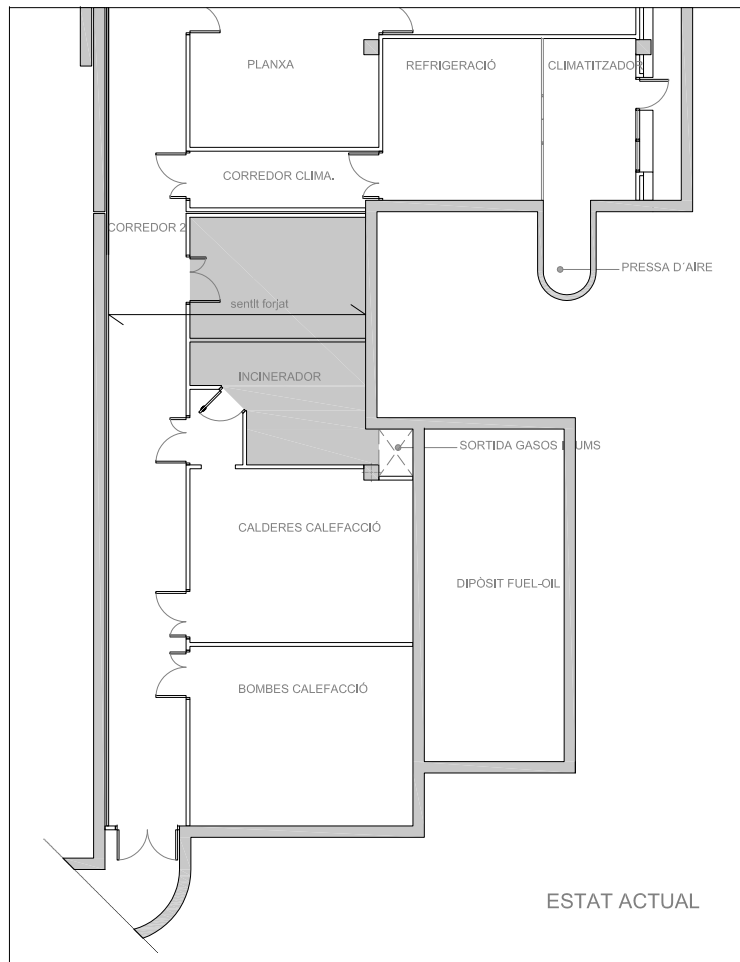 PLANXA
REFRIGERACIÓ
CLIMATITZADOR
CORREDOR CLIMA.
CORREDOR 2
PRESSA D´AIRE
sentit forjat
INCINERADOR
SORTIDA GASOS I FUMS
CALDERES CALEFACCIÓ
DIPÒSIT FUEL-OIL
BOMBES CALEFACCIÓ
ESTAT ACTUAL